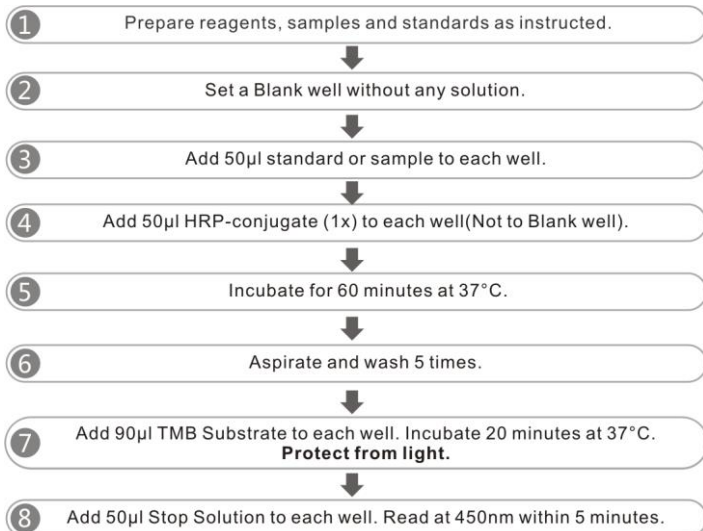 1 Prepare reagents, samples and standards as instructed.
2 Set a Blank well without any solution.
3 Add 50μl standard or sample to each well.
4 Add 50μl HRP-conjugate (1x) to each well(Not to Blank well).
5 Incubate for 60 minutes at 37°C.
6 Aspirate and wash 5 times.
7 Add 90μl TMB Substrate to each well. Incubate 20 minutes at 37°C.
Protect from light.
8 Add 50μl Stop Solution to each well. Read at 450nm within 5 minutes.